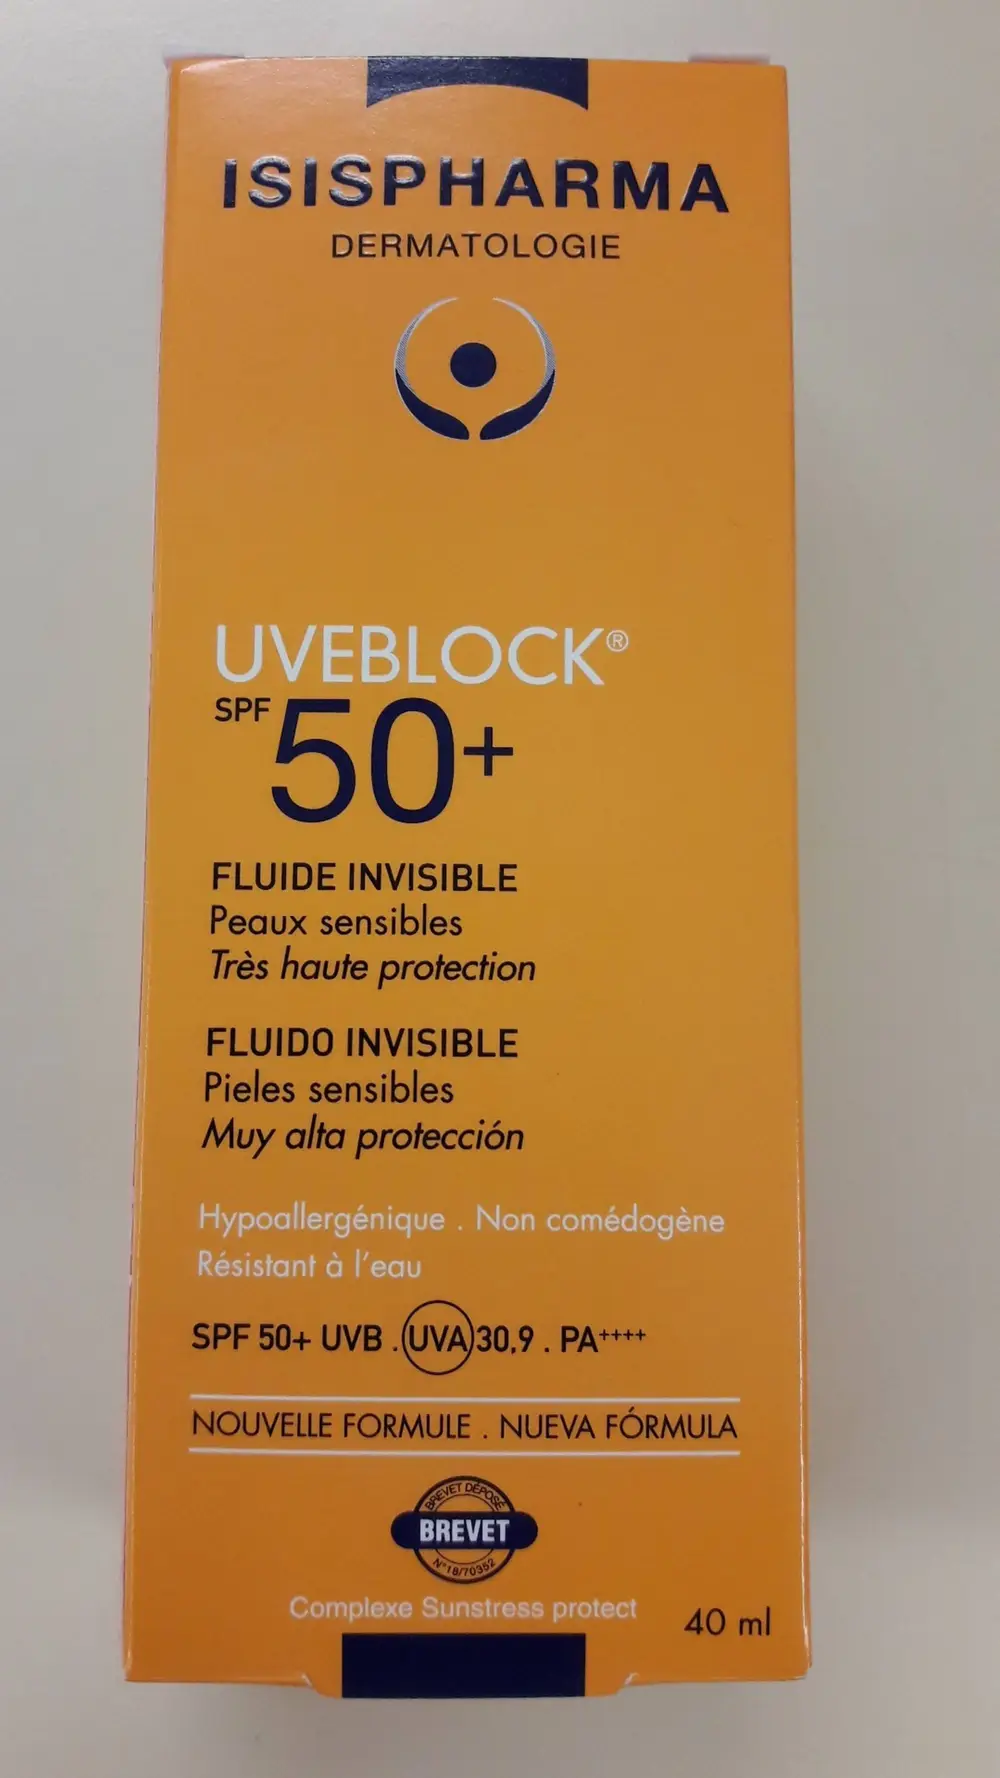 ISISPHARMA
DERMATOLOGIE
UVEBLOCK®
SPF 50+
FLUIDE INVISIBLE
Peaux sensibles
Très haute protection
FLUIDO INVISIBLE
Pieles sensibles
Muy alta protección
Hypoallergénique . Non comédogène
Résistant à l'eau
SPF 50+ UVB . UVA 30,9 . PA++++
NOUVELLE FORMULE . NUEVA FÓRMULA
BREVET DÉPOSÉ
BREVET
N°18/70352
Complexe Sunstress protect
40 ml